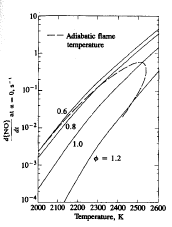 — — Adiabatic flame
temperature
d[NO]/dt at t = 0, s⁻¹
10
1
10⁻¹
10⁻²
10⁻³
10⁻⁴
0.6
0.8
1.0
ϕ = 1.2
2000 2100 2200 2300 2400 2500 2600
Temperature, K